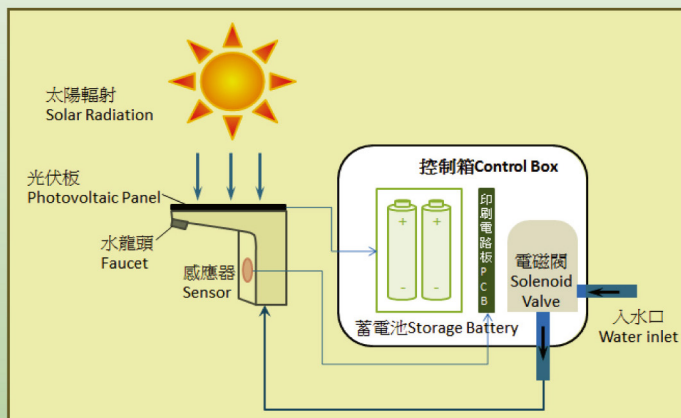 太陽輻射
Solar Radiation
光伏板
Photovoltaic Panel
水龍頭
Faucet
感應器
Sensor
控制箱Control Box
+ +
- -
印刷電路板PCB
蓄電池Storage Battery
電磁閥
Solenoid
Valve
入水口
Water inlet